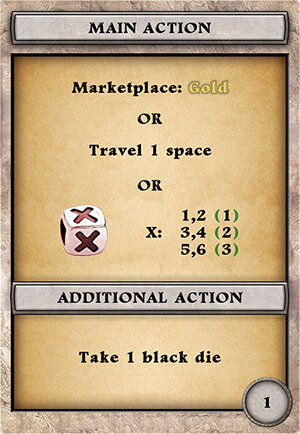 MAIN ACTION
Marketplace: Gold
OR
Travel 1 space
OR
X X
1,2 (1)
X: 3,4 (2)
5,6 (3)
ADDITIONAL ACTION
Take 1 black die
1